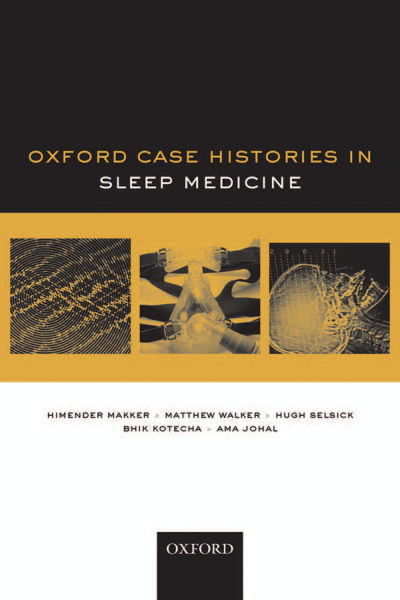 OXFORD CASE HISTORIES IN
SLEEP MEDICINE
HIMENDER MAKKER » MATTHEW WALKER » HUGH SELSICK
BHIK KOTECHA » AMA JOHAL
OXFORD